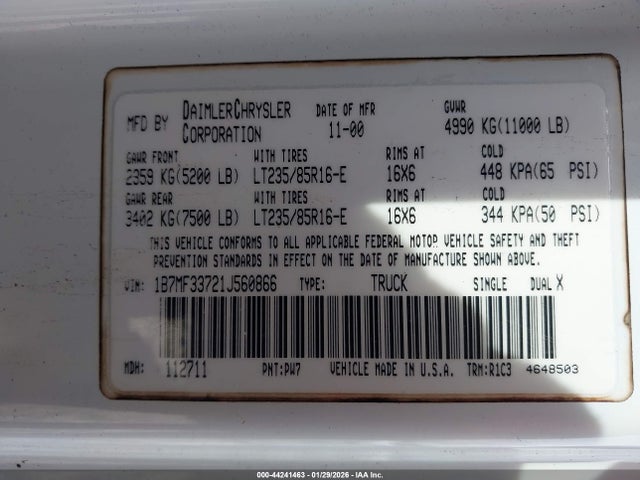 MFD BY DAIMLERCHRYSLER CORPORATION DATE OF MFR 11-00 GVWR 4990 KG(11000 LB)
GAWR FRONT WITH TIRES RIMS AT COLD
2359 KG(5200 LB) LT235/85R16-E 16X6 448 KPA(65 PSI)
GAWR REAR WITH TIRES RIMS AT COLD
3402 KG(7500 LB) LT235/85R16-E 16X6 344 KPA(50 PSI)
THIS VEHICLE CONFORMS TO ALL APPLICABLE FEDERAL MOTOR VEHICLE SAFETY AND THEFT
PREVENTION STANDARDS IN EFFECT ON THE DATE OF MANUFACTURE SHOWN ABOVE.
VIN: 1B7MF33721J560866 TYPE: TRUCK SINGLE DUAL X
MDH: 112711 PNT:PW7 VEHICLE MADE IN U.S.A. TRM:R1C3 4648503
000-44241463 - 01/29/2026 - IAA Inc.